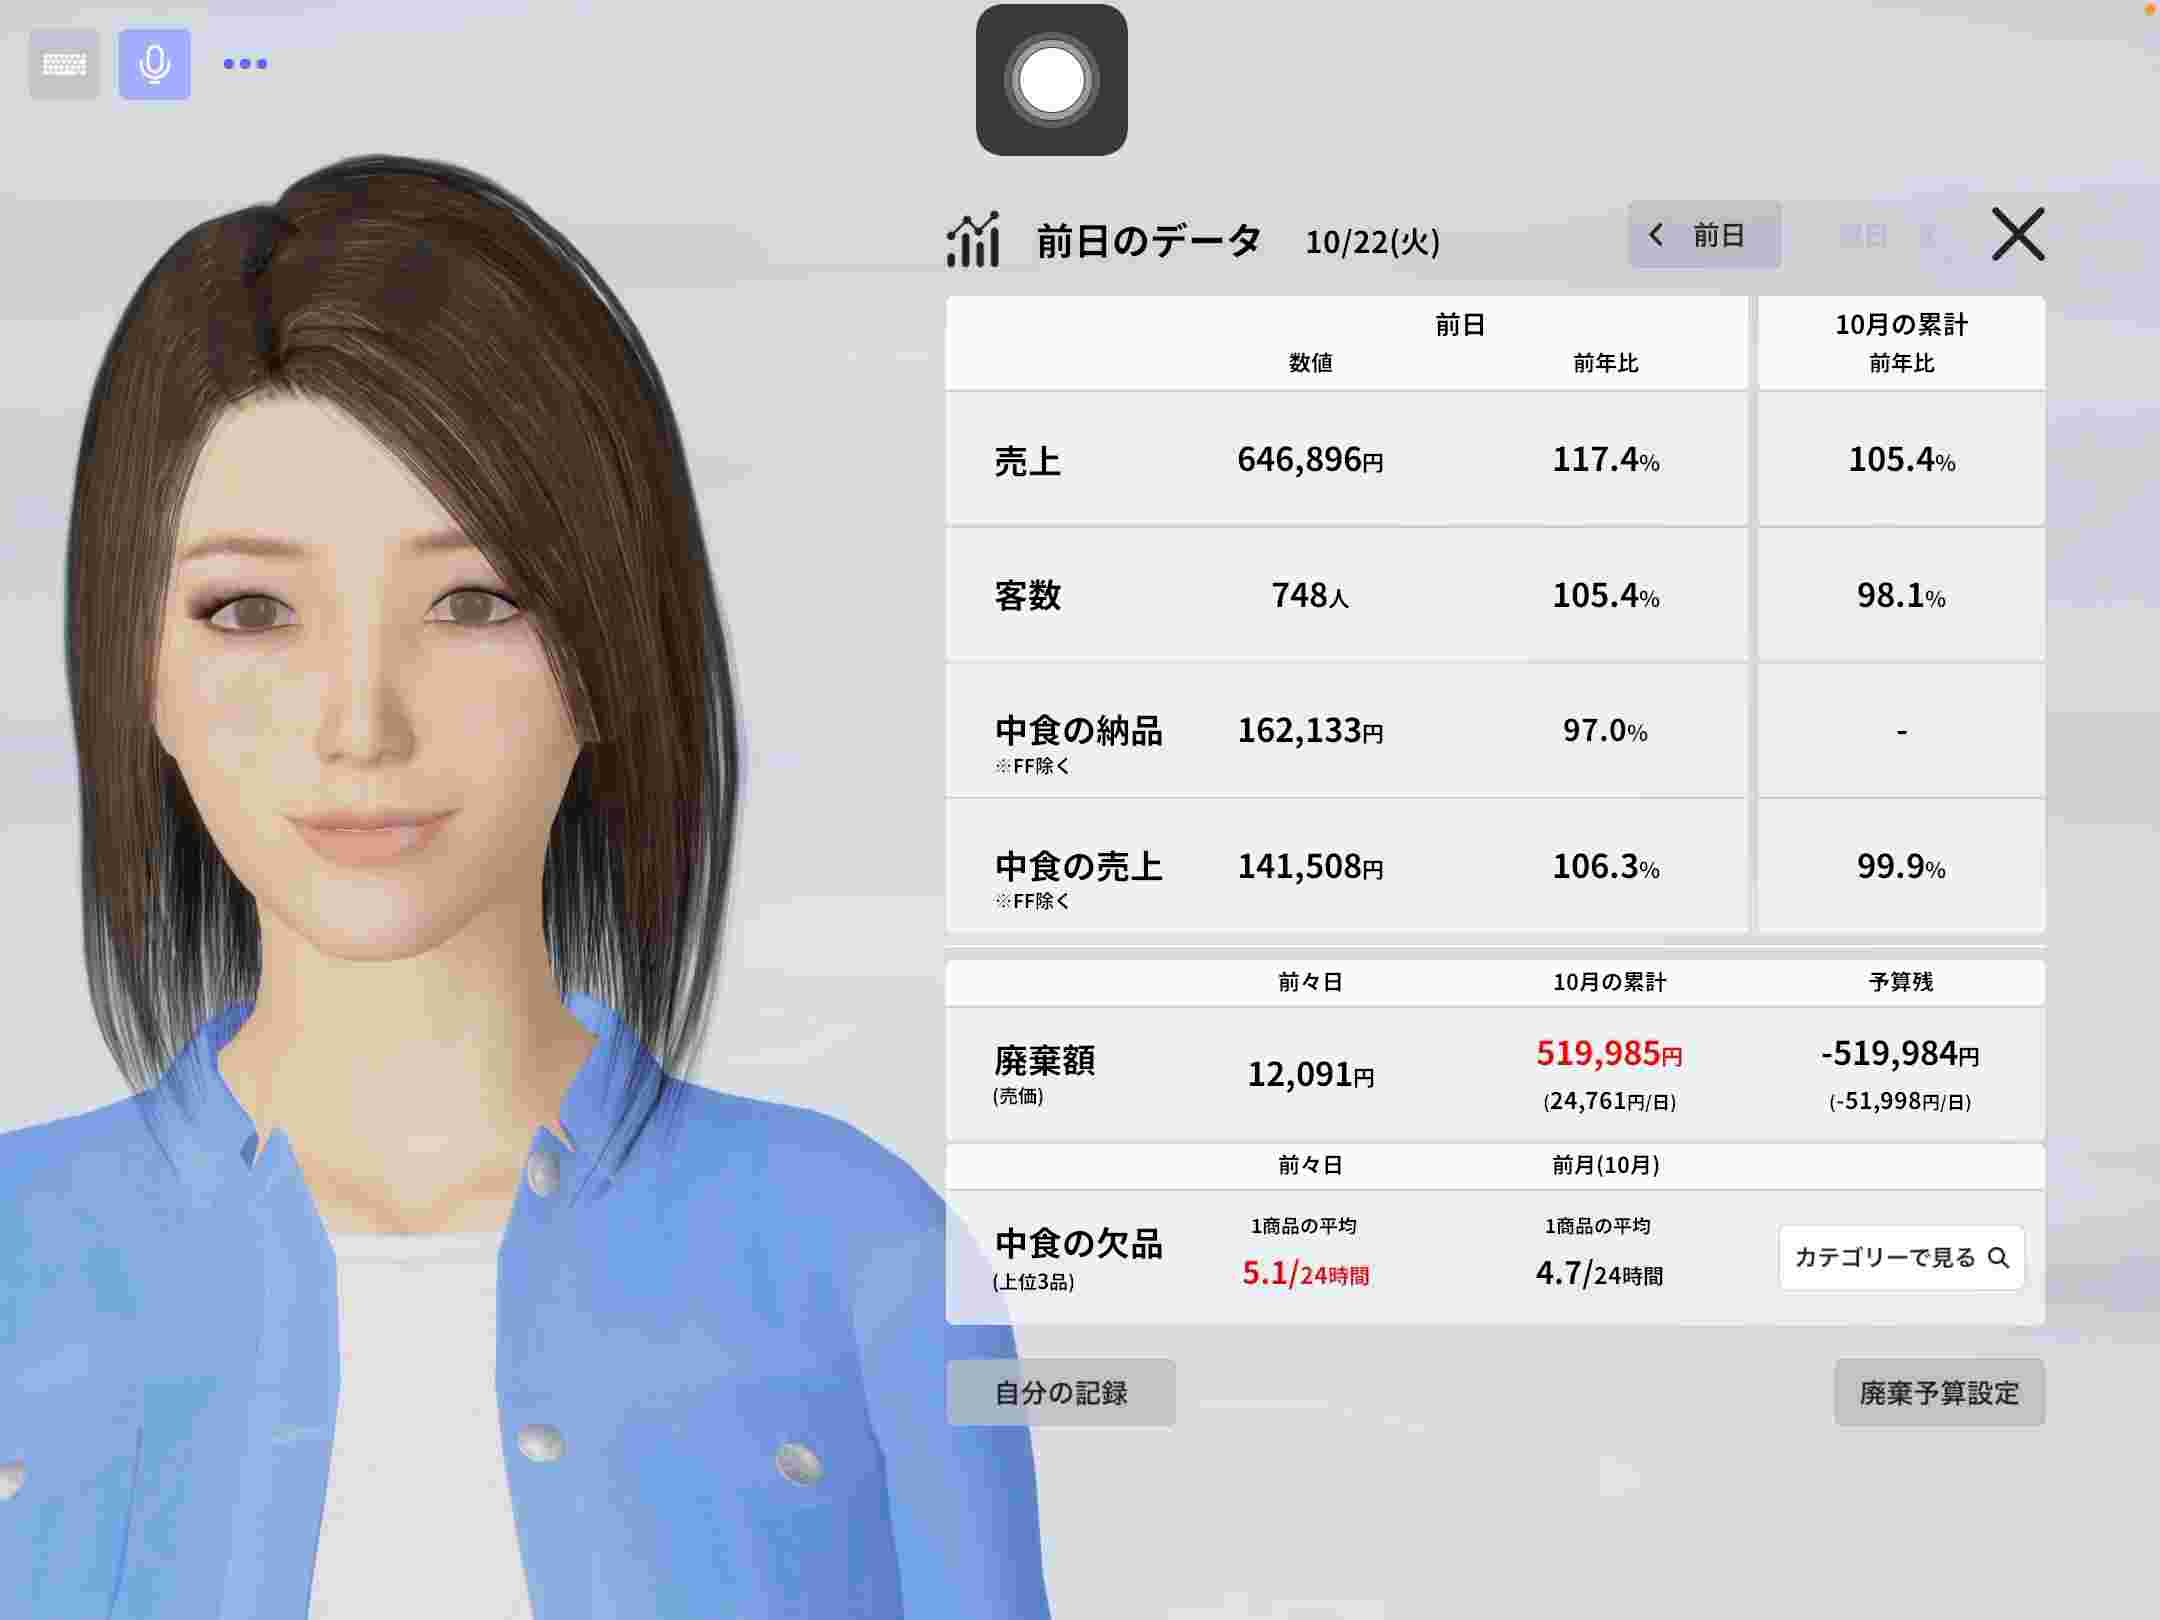 前日のデータ 10/22(火) 前日
前日 10月の累計
数値 前年比 前年比
売上 646,896円 117.4% 105.4%
客数 748人 105.4% 98.1%
中食の納品 162,133円 97.0% -
※FF除く
中食の売上 141,508円 106.3% 99.9%
※FF除く
前々日 10月の累計 予算残
廃棄額 12,091円 519,985円 -519,984円
(売価) (24,761円/日) (-51,998円/日)
前々日 前月(10月)
1商品の平均 1商品の平均
中食の欠品 5.1/24時間 4.7/24時間 カテゴリーで見る
(上位3品)
自分の記録 廃棄予算設定